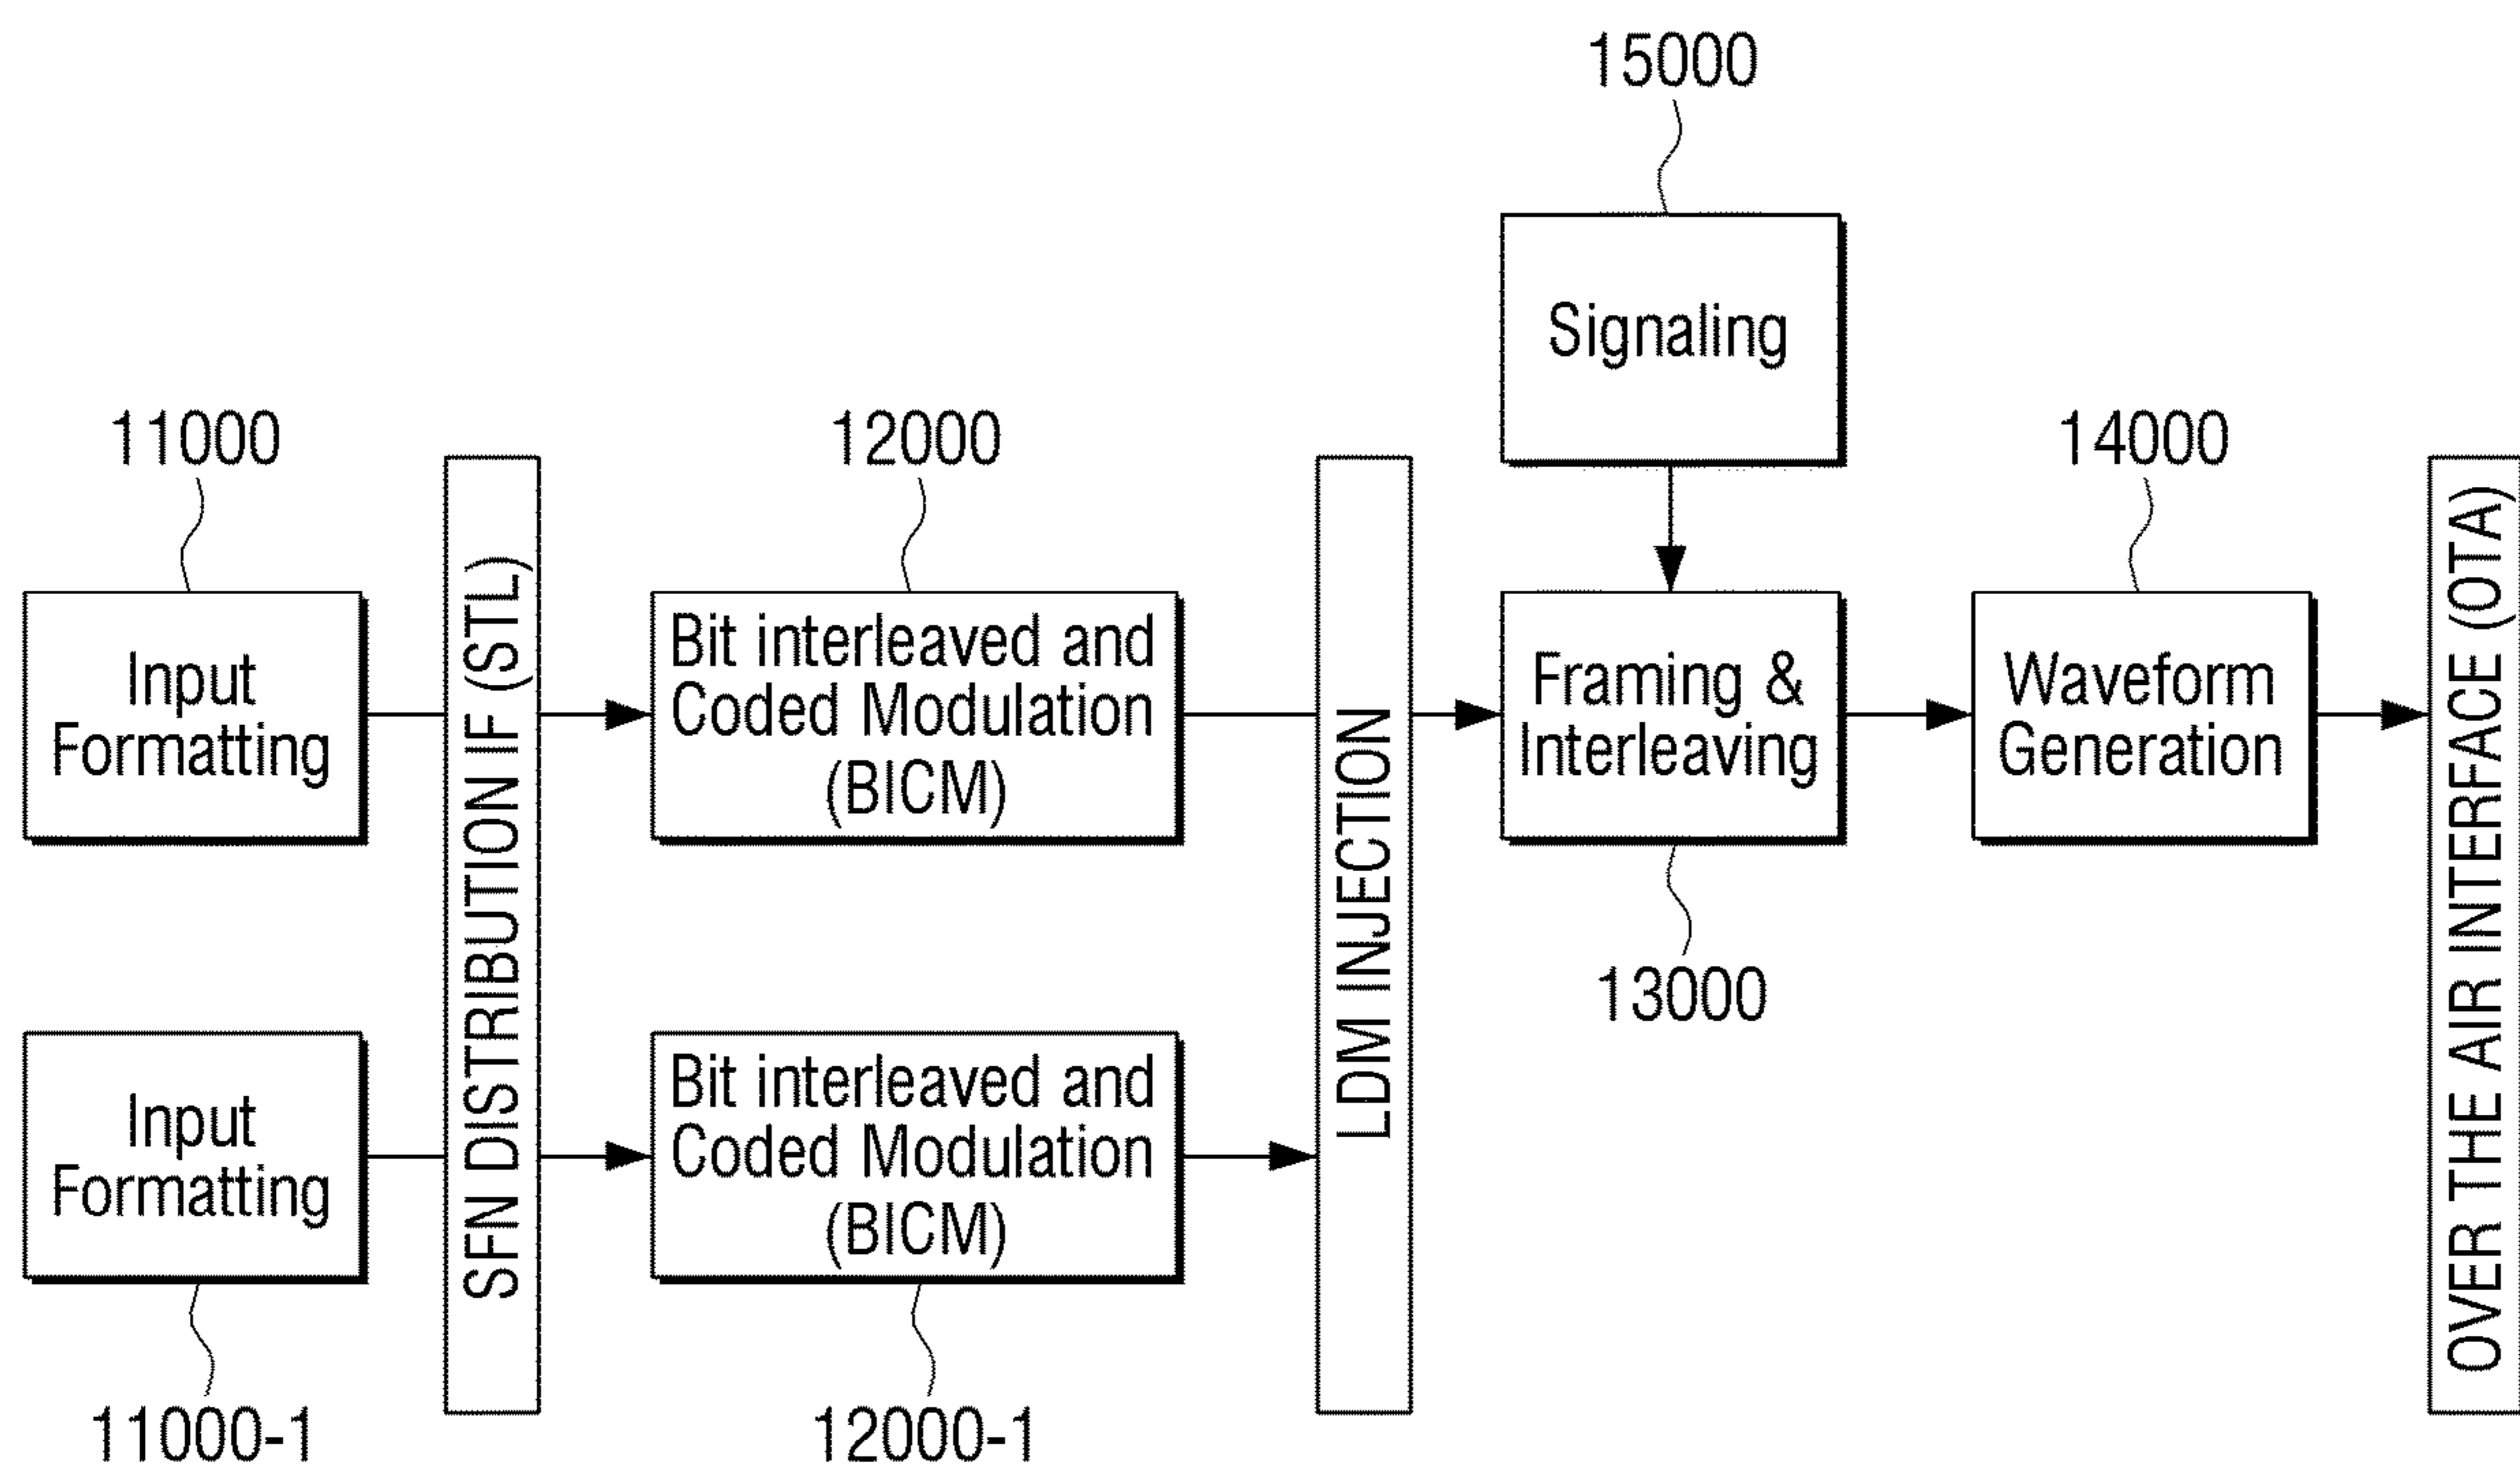 15000
Signaling
11000
12000
14000
Input
Formatting
SFN DISTRIBUTION IF (STL)
Bit interleaved and
Coded Modulation
(BICM)
LDM INJECTION
Framing &
Interleaving
Waveform
Generation
OVER THE AIR INTERFACE (OTA)
13000
Input
Formatting
Bit interleaved and
Coded Modulation
(BICM)
11000-1
12000-1